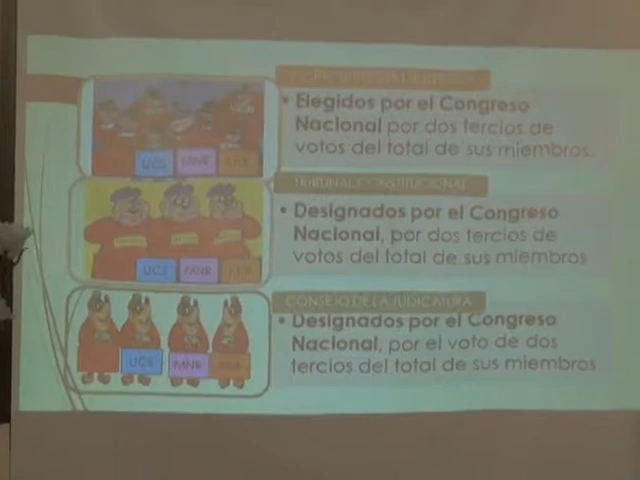 • Elegidos por el Congreso
Nacional por dos tercios de
votos del total de sus miembros.
UCS MNR
TRIBUNAL CONSTITUCIONAL
• Designados por el Congreso
Nacional, por dos tercios de
votos del total de sus miembros
UCS MNR
CONSEJO DE LA JUDICATURA
• Designados por el Congreso
Nacional, por el voto de dos
tercios del total de sus miembros
UCS MNR